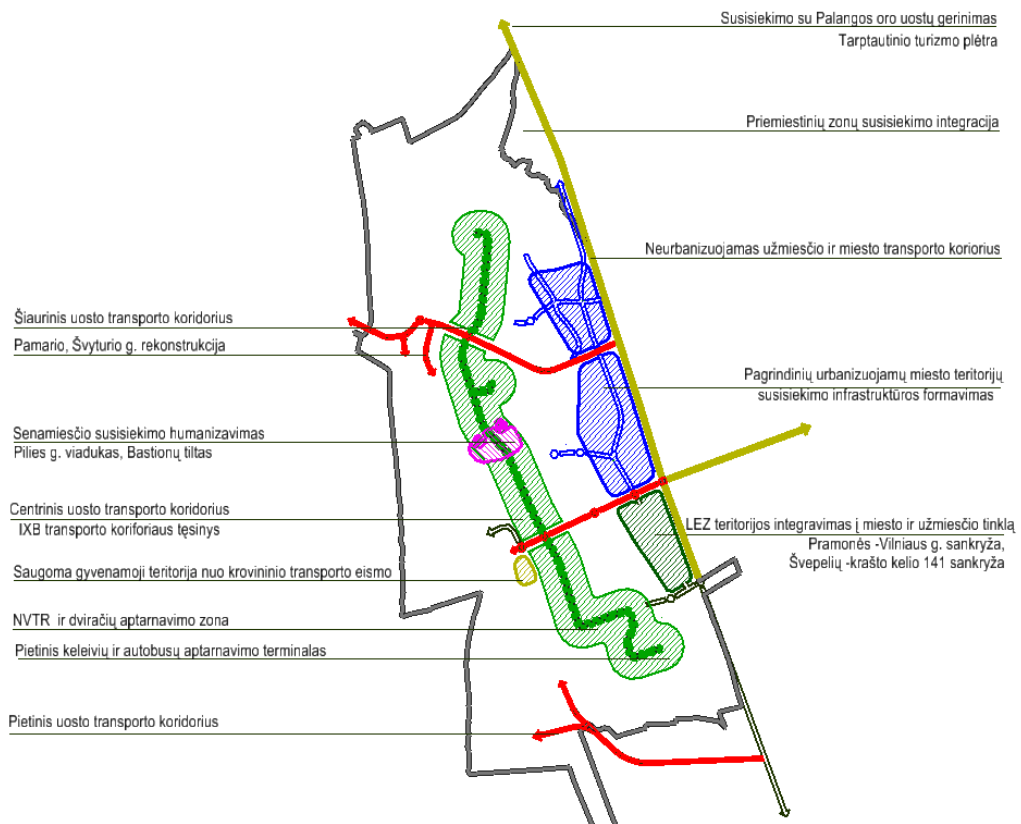 Susisiekimo su Palangos oro uostų gerinimas
Tarptautinio turizmo plėtra
Priemiestinių zonų susisiekimo integracija
Neurbanizuojamas užmiesčio ir miesto transporto koriorius
Šiaurinis uosto transporto koridorius
Pamario, Švyturio g. rekonstrukcija
Pagrindinių urbanizuojamų miesto teritorijų
susisiekimo infrastruktūros formavimas
Senamiesčio susisiekimo humanizavimas
Pilies g. viadukas, Bastionų tiltas
Centrinis uosto transporto koridorius
IXB transporto koriforiaus tęsinys
LEZ teritorijos integravimas į miesto ir užmiesčio tinklą
Pramonės -Vilniaus g. sankryža,
Švepelių -krašto kelio 141 sankryža
Saugoma gyvenamoji teritorija nuo krovininio transporto eismo
NVTR ir dviračių aptarnavimo zona
Pietinis keleivių ir autobusų aptarnavimo terminalas
Pietinis uosto transporto koridorius